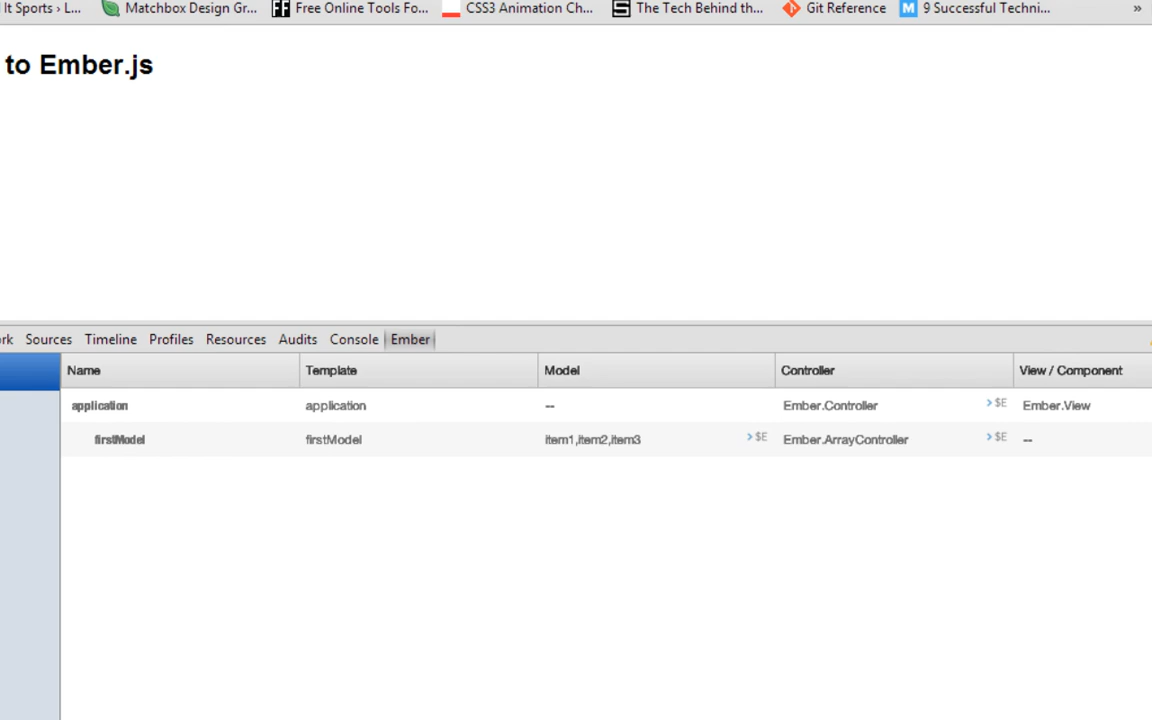 It Sports › L... Matchbox Design Gr... Free Online Tools Fo... CSS3 Animation Ch... The Tech Behind th... Git Reference 9 Successful Techni... »
to Ember.js
rk Sources Timeline Profiles Resources Audits Console Ember
Name Template Model Controller View / Component
application application -- Ember.Controller >$E Ember.View
firstModel firstModel item1,item2,item3 >$E Ember.ArrayController >$E --